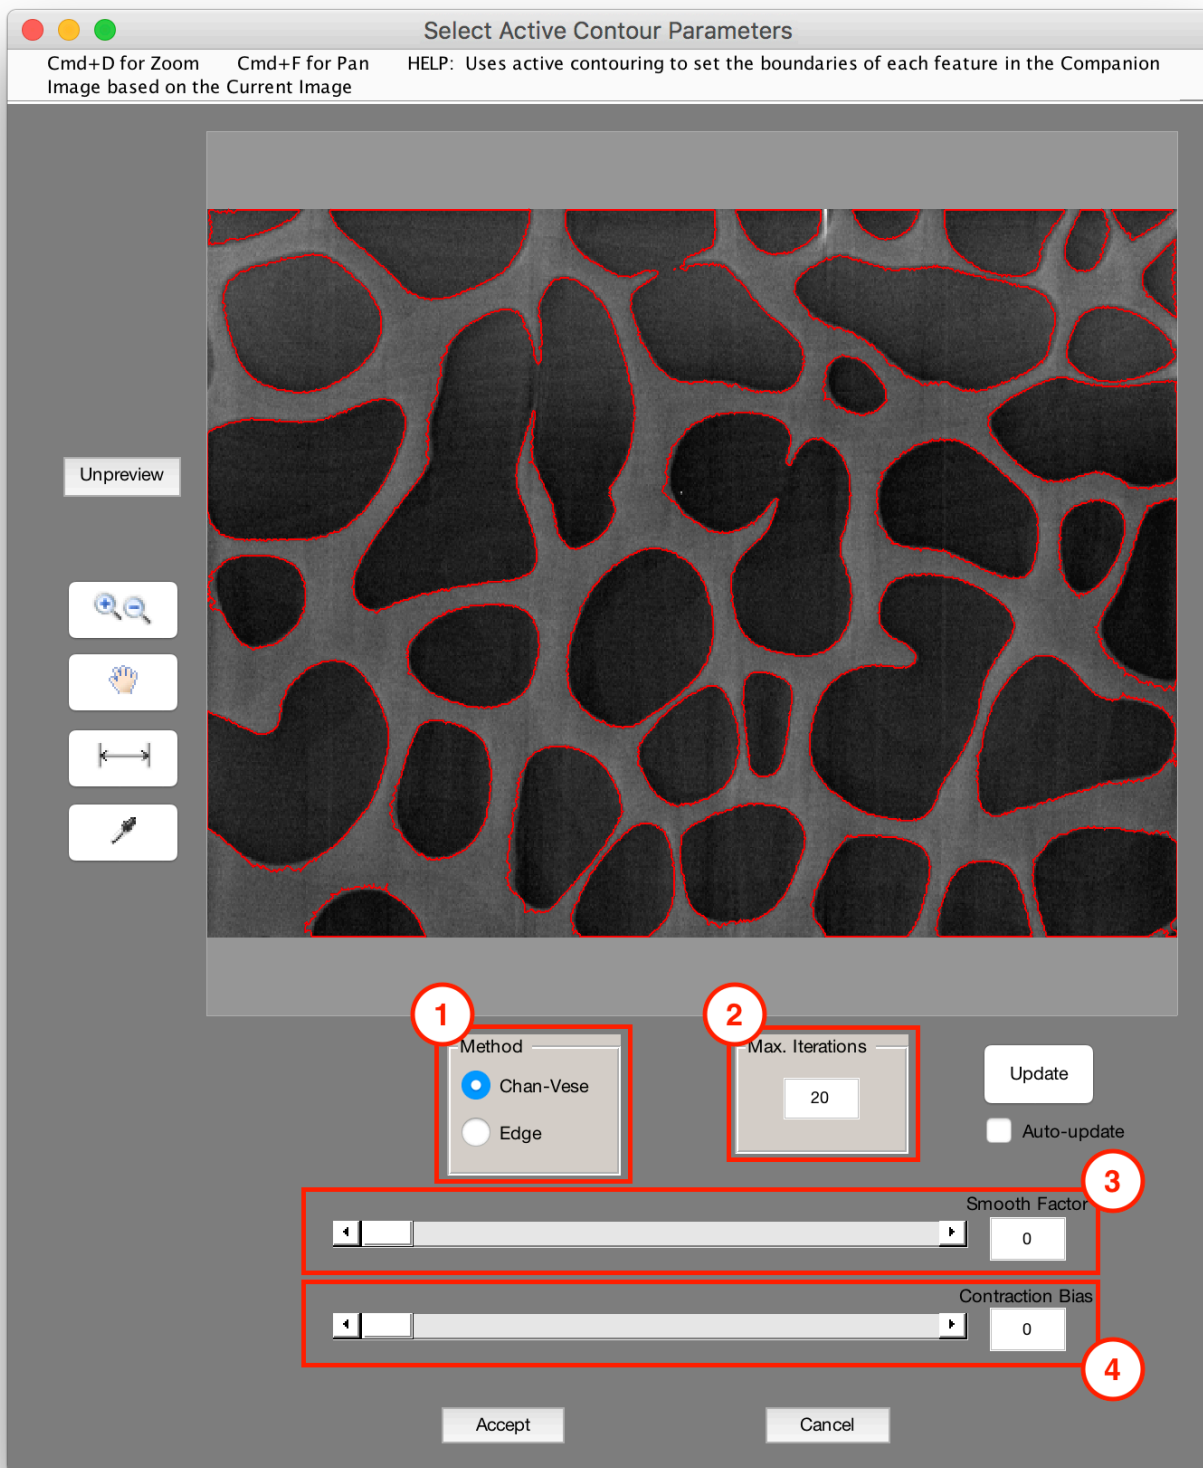 Select Active Contour Parameters
Cmd+D for Zoom Cmd+F for Pan HELP: Uses active contouring to set the boundaries of each feature in the Companion
Image based on the Current Image
Unpreview
1
2
Method
Max. Iterations
Chan-Vese
Edge
20
Update
Auto-update
3
Smooth Factor
0
Contraction Bias
0
4
Accept
Cancel